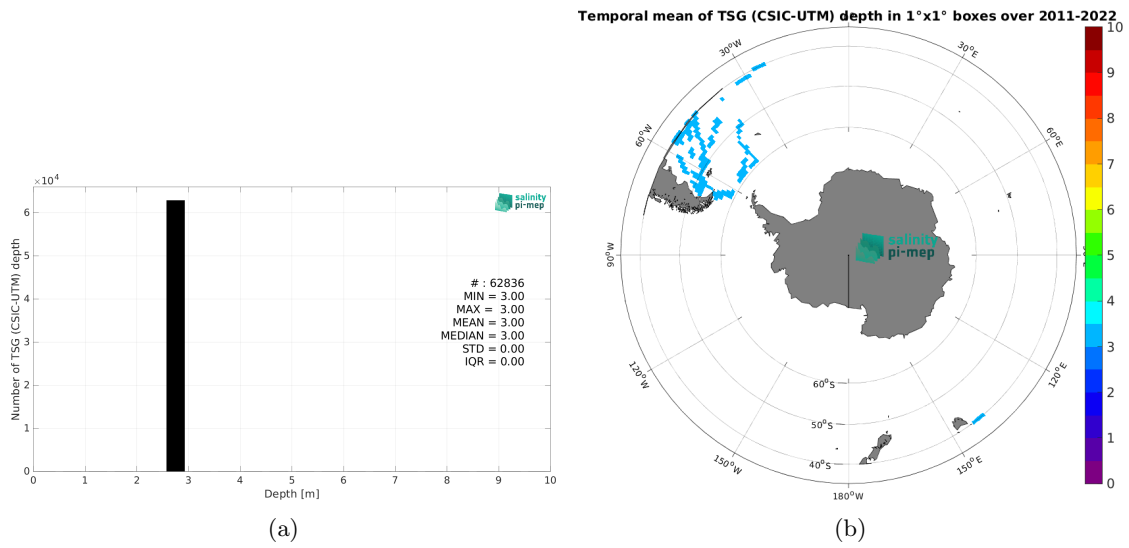 ×10⁴
6
5
4
3
2
1
0
Number of TSG (CSIC-UTM) depth
salinity
pi-mep
# : 62836
MIN = 3.00
MAX = 3.00
MEAN = 3.00
MEDIAN = 3.00
STD = 0.00
IQR = 0.00
0 1 2 3 4 5 6 7 8 9 10
Depth [m]
(a)
Temporal mean of TSG (CSIC-UTM) depth in 1°x1° boxes over 2011-2022
30°W
30°E
60°W
60°E
90°W
120°W
120°E
150°W
150°E
180°W
60°S
50°S
40°S
salinity
pi-mep
10
9
8
7
6
5
4
3
2
1
0
(b)